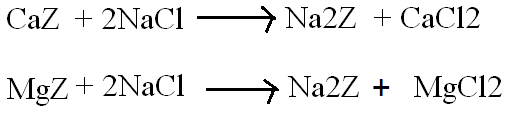 CaZ + 2NaCl ⟶ Na2Z + CaCl2
MgZ + 2NaCl ⟶ Na2Z + MgCl2